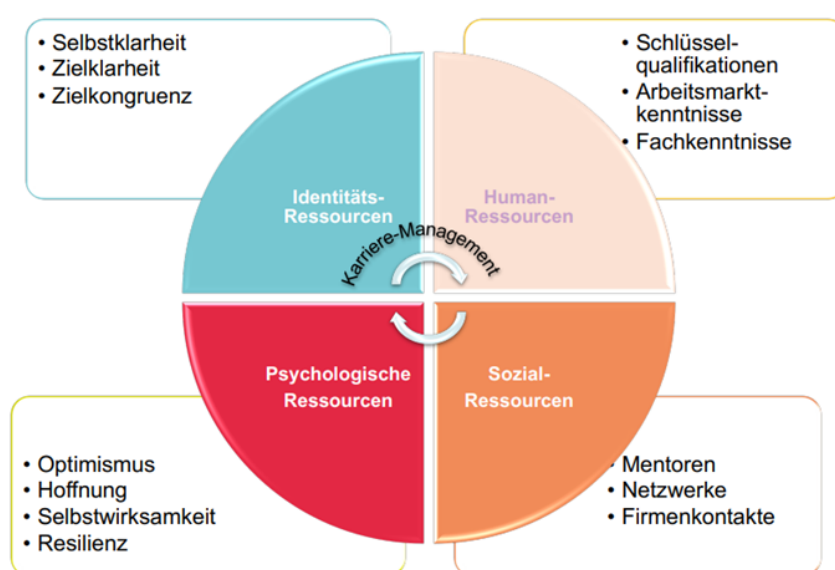 • Selbstklarheit
• Zielklarheit
• Zielkongruenz
• Schlüssel-
qualifikationen
• Arbeitsmarkt-
kenntnisse
• Fachkenntnisse
Identitäts-
Ressourcen
Human-
Ressourcen
Karriere-Management
Psychologische
Ressourcen
Sozial-
Ressourcen
• Optimismus
• Hoffnung
• Selbstwirksamkeit
• Resilienz
• Mentoren
• Netzwerke
• Firmenkontakte